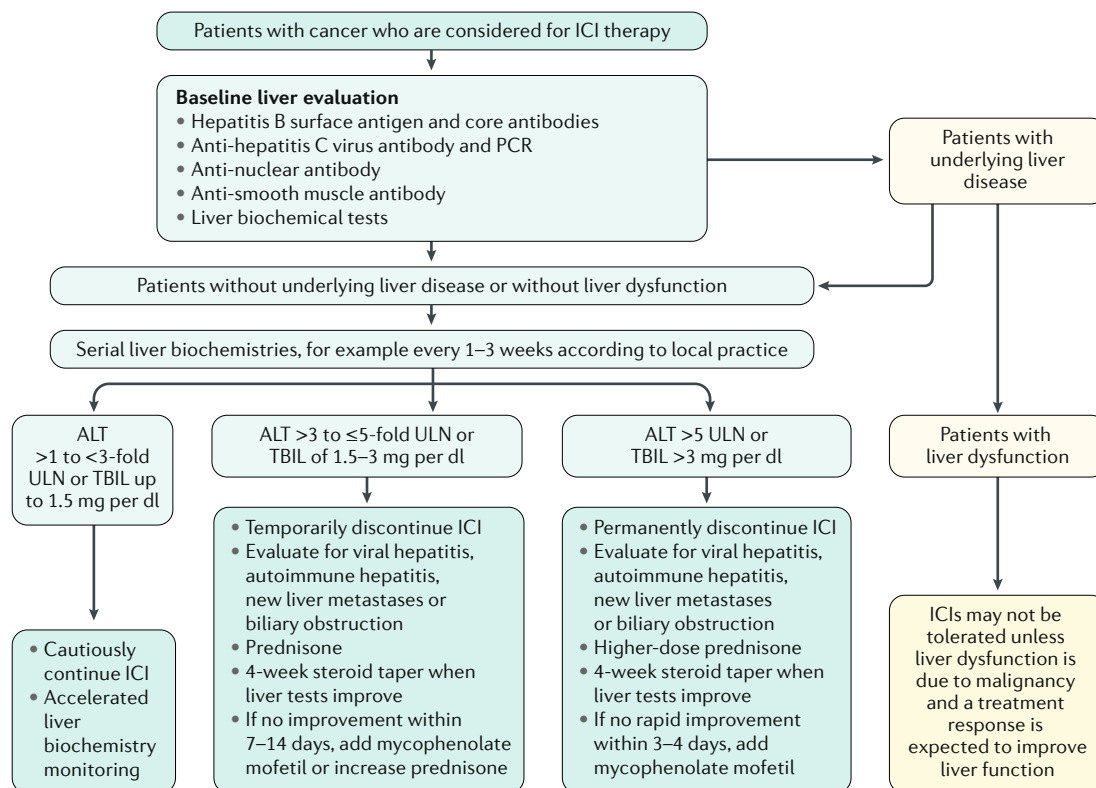 Patients with cancer who are considered for ICI therapy
Baseline liver evaluation
• Hepatitis B surface antigen and core antibodies
• Anti-hepatitis C virus antibody and PCR
• Anti-nuclear antibody
• Anti-smooth muscle antibody
• Liver biochemical tests
Patients with
underlying liver
disease
Patients without underlying liver disease or without liver dysfunction
Serial liver biochemistries, for example every 1–3 weeks according to local practice
ALT
>1 to <3-fold
ULN or TBIL up
to 1.5 mg per dl
ALT >3 to ≤5-fold ULN or
TBIL of 1.5–3 mg per dl
ALT >5 ULN or
TBIL >3 mg per dl
Patients with
liver dysfunction
• Cautiously
continue ICI
• Accelerated
liver
biochemistry
monitoring
• Temporarily discontinue ICI
• Evaluate for viral hepatitis,
autoimmune hepatitis,
new liver metastases or
biliary obstruction
• Prednisone
• 4-week steroid taper when
liver tests improve
• If no improvement within
7–14 days, add mycophenolate
mofetil or increase prednisone
• Permanently discontinue ICI
• Evaluate for viral hepatitis,
autoimmune hepatitis,
new liver metastases
or biliary obstruction
• Higher-dose prednisone
• 4-week steroid taper when
liver tests improve
• If no rapid improvement
within 3–4 days, add
mycophenolate mofetil
ICIs may not be
tolerated unless
liver dysfunction is
due to malignancy
and a treatment
response is
expected to improve
liver function